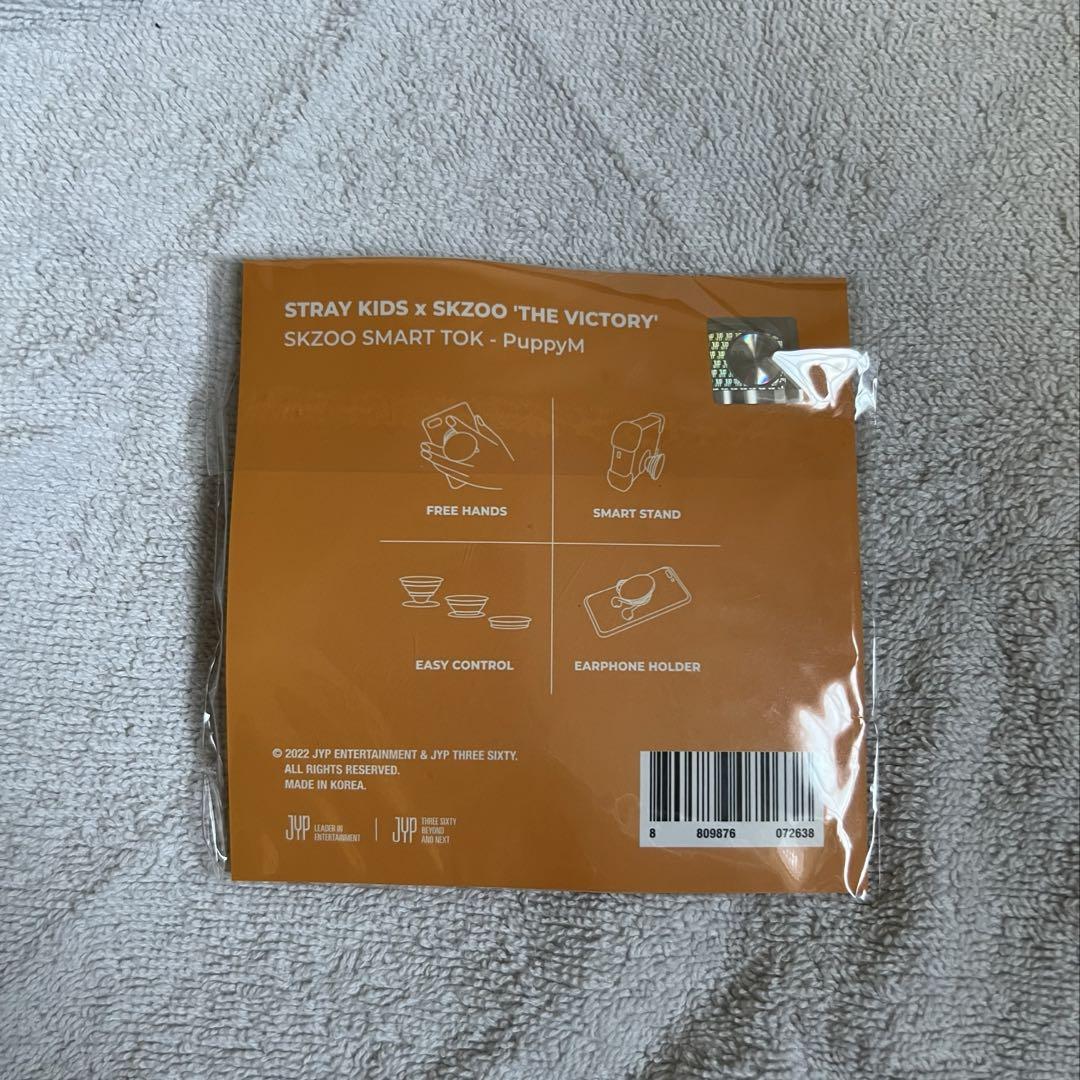 STRAY KIDS x SKZOO 'THE VICTORY'
SKZOO SMART TOK - PuppyM
FREE HANDS
SMART STAND
EASY CONTROL
EARPHONE HOLDER
© 2022 JYP ENTERTAINMENT & JYP THREE SIXTY.
ALL RIGHTS RESERVED.
MADE IN KOREA.
JYP LEADER IN
ENTERTAINMENT
JYP THREE SIXTY
BEYOND
AND NEXT
8 809876 072638